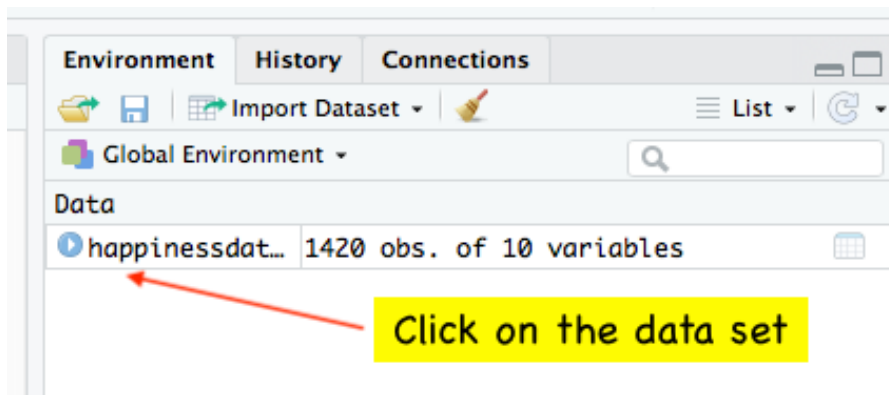 Environment History Connections
Import Dataset List
Global Environment
Data
happinessdat… 1420 obs. of 10 variables
Click on the data set